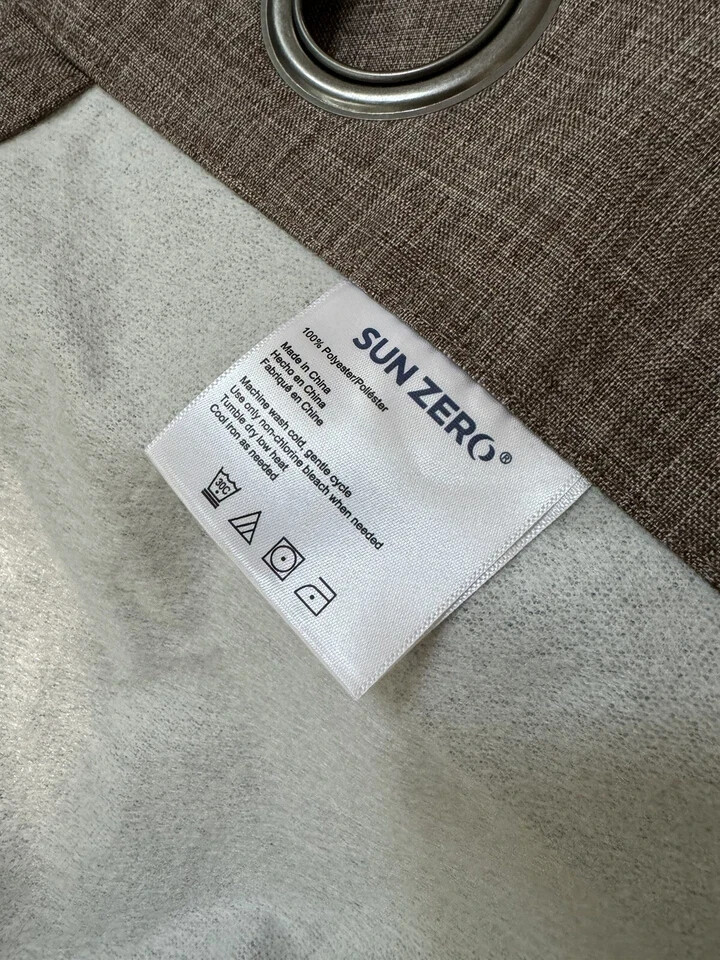 SUN ZERO®
100% Polyester/Poliéster
Made in China
Hecho en China
Fabriqué en Chine
Machine wash cold, gentle cycle
Use only non-chlorine bleach when needed
Tumble dry low heat
Cool iron as needed
30C